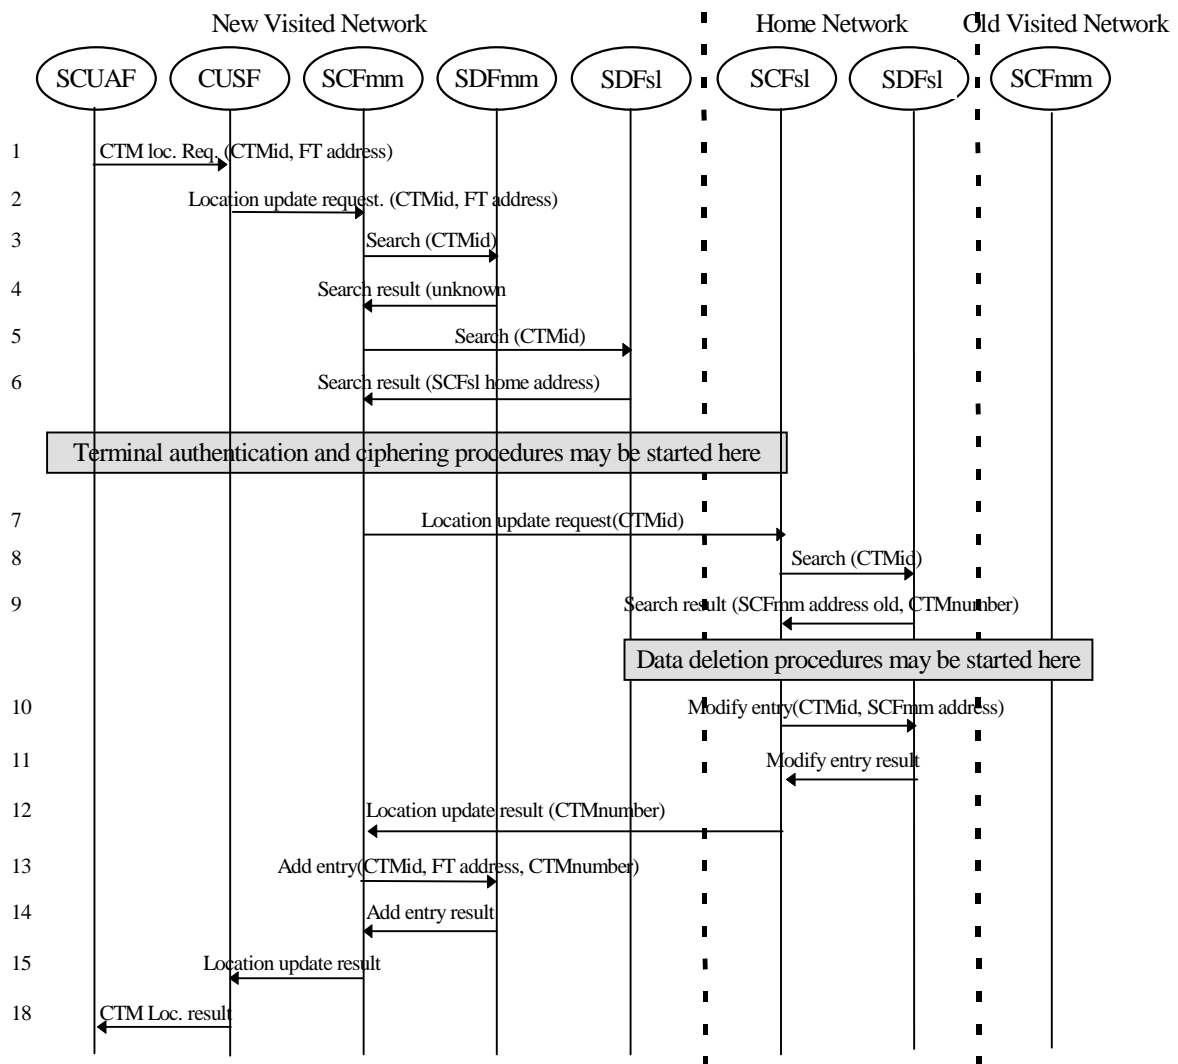 New Visited Network Home Network Old Visited Network
SCUAF CUSF SCFmm SDFmm SDFsl SCFsl SDFsl SCFmm
1 CTM loc. Req. (CTMid, FT address)
2 Location update request. (CTMid, FT address)
3 Search (CTMid)
4 Search result (unknown
5 Search (CTMid)
6 Search result (SCFsl home address)
Terminal authentication and ciphering procedures may be started here
7 Location update request(CTMid)
8 Search (CTMid)
9 Search result (SCFmm address old, CTMnumber)
Data deletion procedures may be started here
10 Modify entry(CTMid, SCFmm address)
11 Modify entry result
12 Location update result (CTMnumber)
13 Add entry(CTMid, FT address, CTMnumber)
14 Add entry result
15 Location update result
18 CTM Loc. result